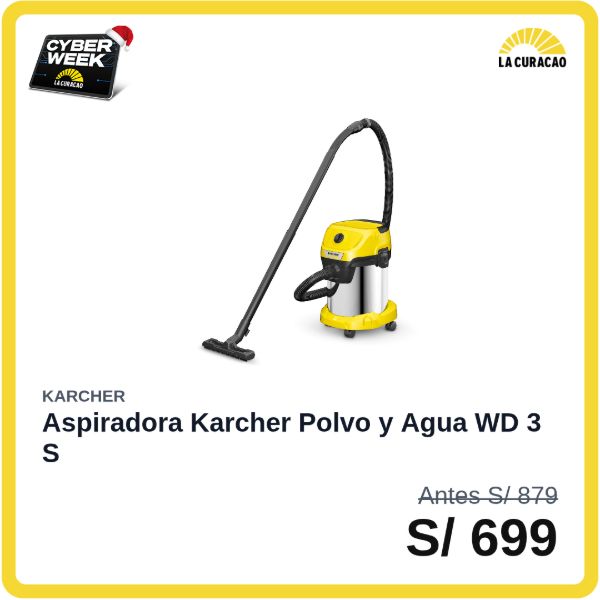 CYBER
WEEK
LA CURACAO
LA CURACAO
KARCHER
Aspiradora Karcher Polvo y Agua WD 3
S
Antes S/ 879
S/ 699